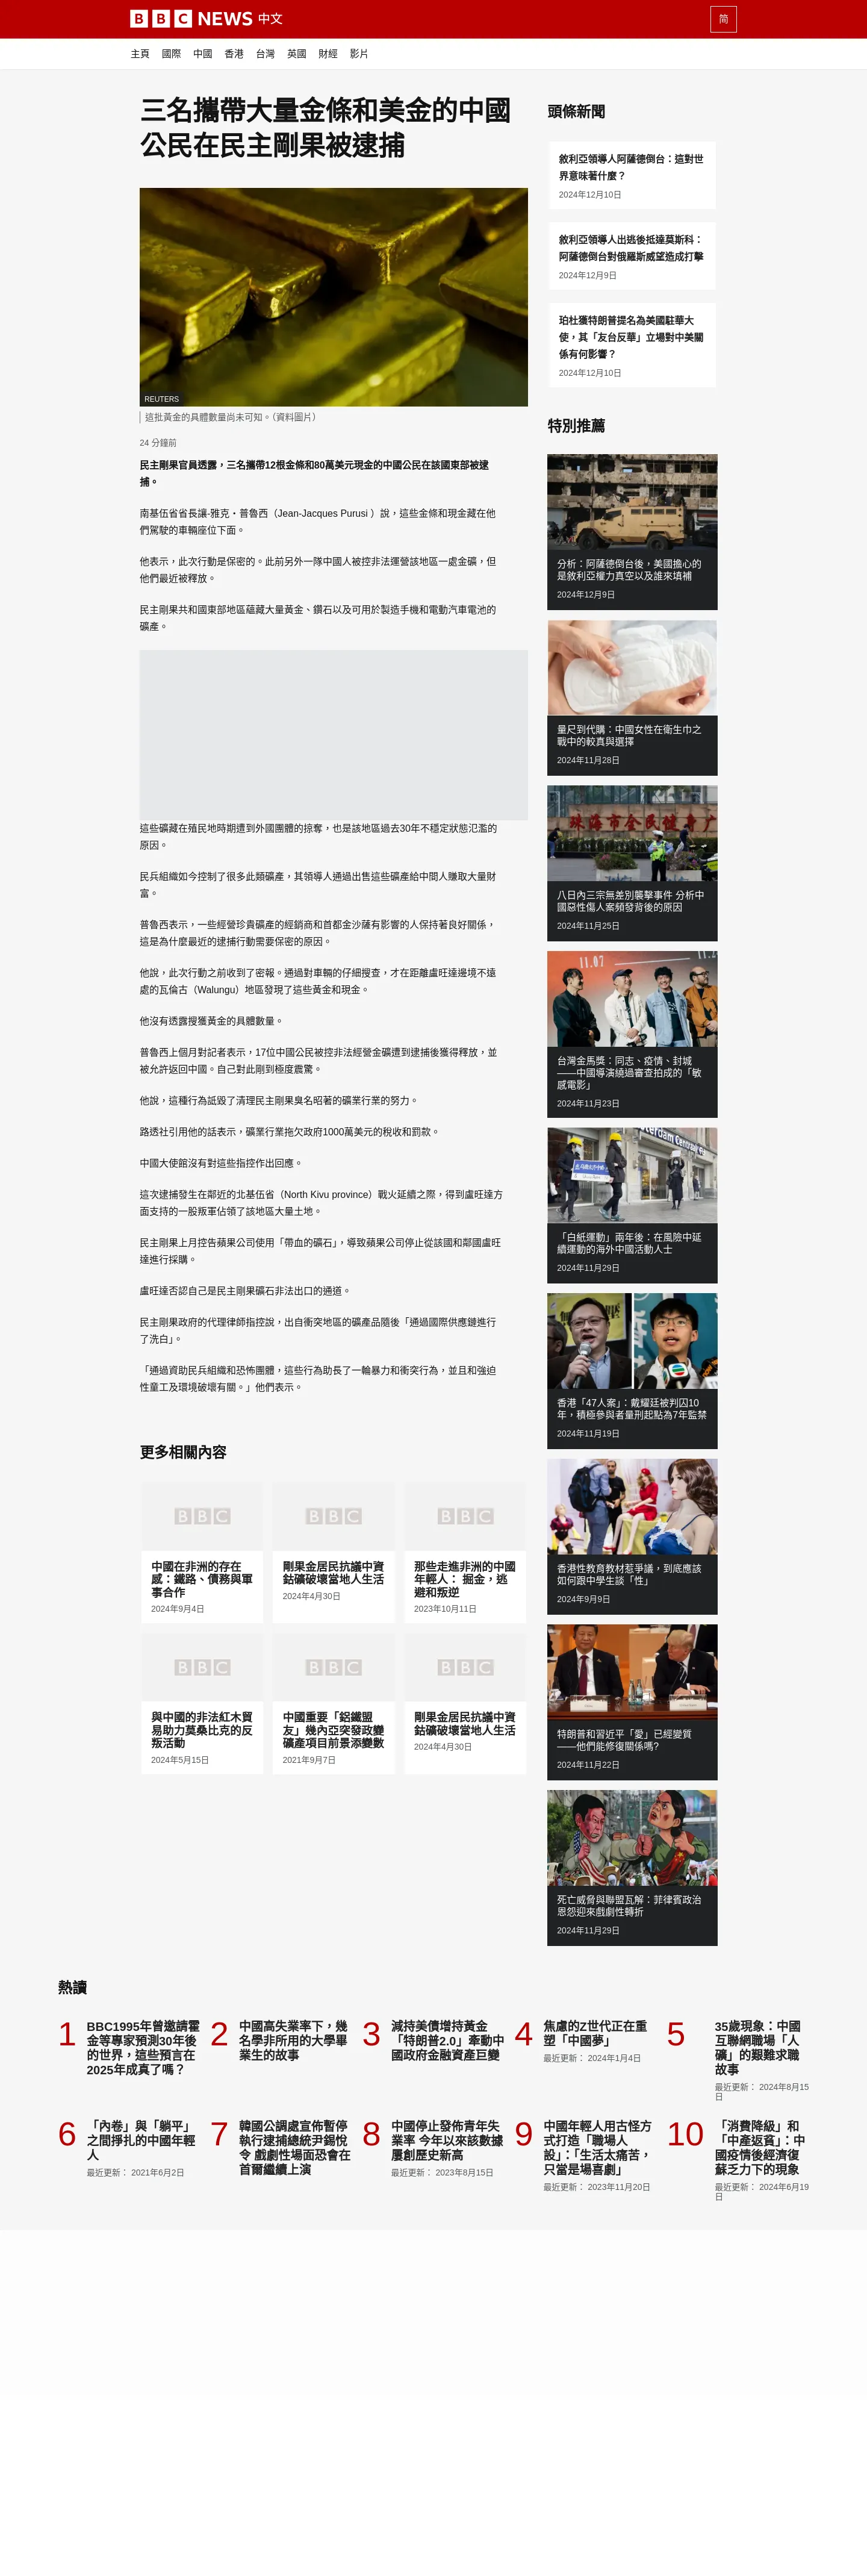 BBC NEWS 中文
简
主頁 國際 中國 香港 台灣 英國 財經 影片
三名攜帶大量金條和美金的中國
公民在民主剛果被逮捕
REUTERS
這批黃金的具體數量尚未可知。（資料圖片）
24 分鐘前
民主剛果官員透露，三名攜帶12根金條和80萬美元現金的中國公民在該國東部被逮
捕。
南基伍省省長讓-雅克・普魯西（Jean-Jacques Purusi ）說，這些金條和現金藏在他
們駕駛的車輛座位下面。
他表示，此次行動是保密的。此前另外一隊中國人被控非法運營該地區一處金礦，但
他們最近被釋放。
民主剛果共和國東部地區蘊藏大量黃金、鑽石以及可用於製造手機和電動汽車電池的
礦產。
這些礦藏在殖民地時期遭到外國團體的掠奪，也是該地區過去30年不穩定狀態氾濫的
原因。
民兵組織如今控制了很多此類礦產，其領導人通過出售這些礦產給中間人賺取大量財
富。
普魯西表示，一些經營珍貴礦產的經銷商和首都金沙薩有影響的人保持著良好關係，
這是為什麼最近的逮捕行動需要保密的原因。
他說，此次行動之前收到了密報。通過對車輛的仔細搜查，才在距離盧旺達邊境不遠
處的瓦倫古（Walungu）地區發現了這些黃金和現金。
他沒有透露搜獲黃金的具體數量。
普魯西上個月對記者表示，17位中國公民被控非法經營金礦遭到逮捕後獲得釋放，並
被允許返回中國。自己對此剛到極度震驚。
他說，這種行為詆毀了清理民主剛果臭名昭著的礦業行業的努力。
路透社引用他的話表示，礦業行業拖欠政府1000萬美元的稅收和罰款。
中國大使館沒有對這些指控作出回應。
這次逮捕發生在鄰近的北基伍省（North Kivu province）戰火延續之際，得到盧旺達方
面支持的一股叛軍佔領了該地區大量土地。
民主剛果上月控告蘋果公司使用「帶血的礦石」，導致蘋果公司停止從該國和鄰國盧旺
達進行採購。
盧旺達否認自己是民主剛果礦石非法出口的通道。
民主剛果政府的代理律師指控說，出自衝突地區的礦產品隨後「通過國際供應鏈進行
了洗白」。
「通過資助民兵組織和恐怖團體，這些行為助長了一輪暴力和衝突行為，並且和強迫
性童工及環境破壞有關。」他們表示。
更多相關內容
BBC
中國在非洲的存在
感：鐵路、債務與軍
事合作
2024年9月4日
BBC
剛果金居民抗議中資
鈷礦破壞當地人生活
2024年4月30日
BBC
那些走進非洲的中國
年輕人： 掘金，逃
避和叛逆
2023年10月11日
BBC
與中國的非法紅木貿
易助力莫桑比克的反
叛活動
2024年5月15日
BBC
中國重要「鋁鐵盟
友」幾內亞突發政變
礦產項目前景添變數
2021年9月7日
BBC
剛果金居民抗議中資
鈷礦破壞當地人生活
2024年4月30日
頭條新聞
敘利亞領導人阿薩德倒台：這對世
界意味著什麼？
2024年12月10日
敘利亞領導人出逃後抵達莫斯科：
阿薩德倒台對俄羅斯威望造成打擊
2024年12月9日
珀杜獲特朗普提名為美國駐華大
使，其「友台反華」立場對中美關
係有何影響？
2024年12月10日
特別推薦
分析：阿薩德倒台後，美國擔心的
是敘利亞權力真空以及誰來填補
2024年12月9日
量尺到代購：中國女性在衛生巾之
戰中的較真與選擇
2024年11月28日
珠海市全民健身广
八日內三宗無差別襲擊事件 分析中
國惡性傷人案頻發背後的原因
2024年11月25日
11.07
11.2
台灣金馬獎：同志、疫情、封城
——中國導演繞過審查拍成的「敏
感電影」
2024年11月23日
「白紙運動」兩年後：在風險中延
續運動的海外中國活動人士
2024年11月29日
香港「47人案」：戴耀廷被判囚10
年，積極參與者量刑起點為7年監禁
2024年11月19日
香港性教育教材惹爭議，到底應該
如何跟中學生談「性」
2024年9月9日
特朗普和習近平「愛」已經變質
——他們能修復關係嗎?
2024年11月22日
死亡威脅與聯盟瓦解：菲律賓政治
恩怨迎來戲劇性轉折
2024年11月29日
熱讀
1
BBC1995年曾邀請霍
金等專家預測30年後
的世界，這些預言在
2025年成真了嗎？
2
中國高失業率下，幾
名學非所用的大學畢
業生的故事
3
減持美債增持黃金
「特朗普2.0」牽動中
國政府金融資產巨變
4
焦慮的Z世代正在重
塑「中國夢」
最近更新： 2024年1月4日
5
35歲現象：中國
互聯網職場「人
礦」的艱難求職
故事
最近更新： 2024年8月15
日
6
「內卷」與「躺平」
之間掙扎的中國年輕
人
最近更新： 2021年6月2日
7
韓國公調處宣佈暫停
執行逮捕總統尹錫悅
令 戲劇性場面恐會在
首爾繼續上演
8
中國停止發佈青年失
業率 今年以來該數據
屢創歷史新高
最近更新： 2023年8月15日
9
中國年輕人用古怪方
式打造「職場人
設」：「生活太痛苦，
只當是場喜劇」
最近更新： 2023年11月20日
10
「消費降級」和
「中產返貧」：中
國疫情後經濟復
蘇乏力下的現象
最近更新： 2024年6月19
日